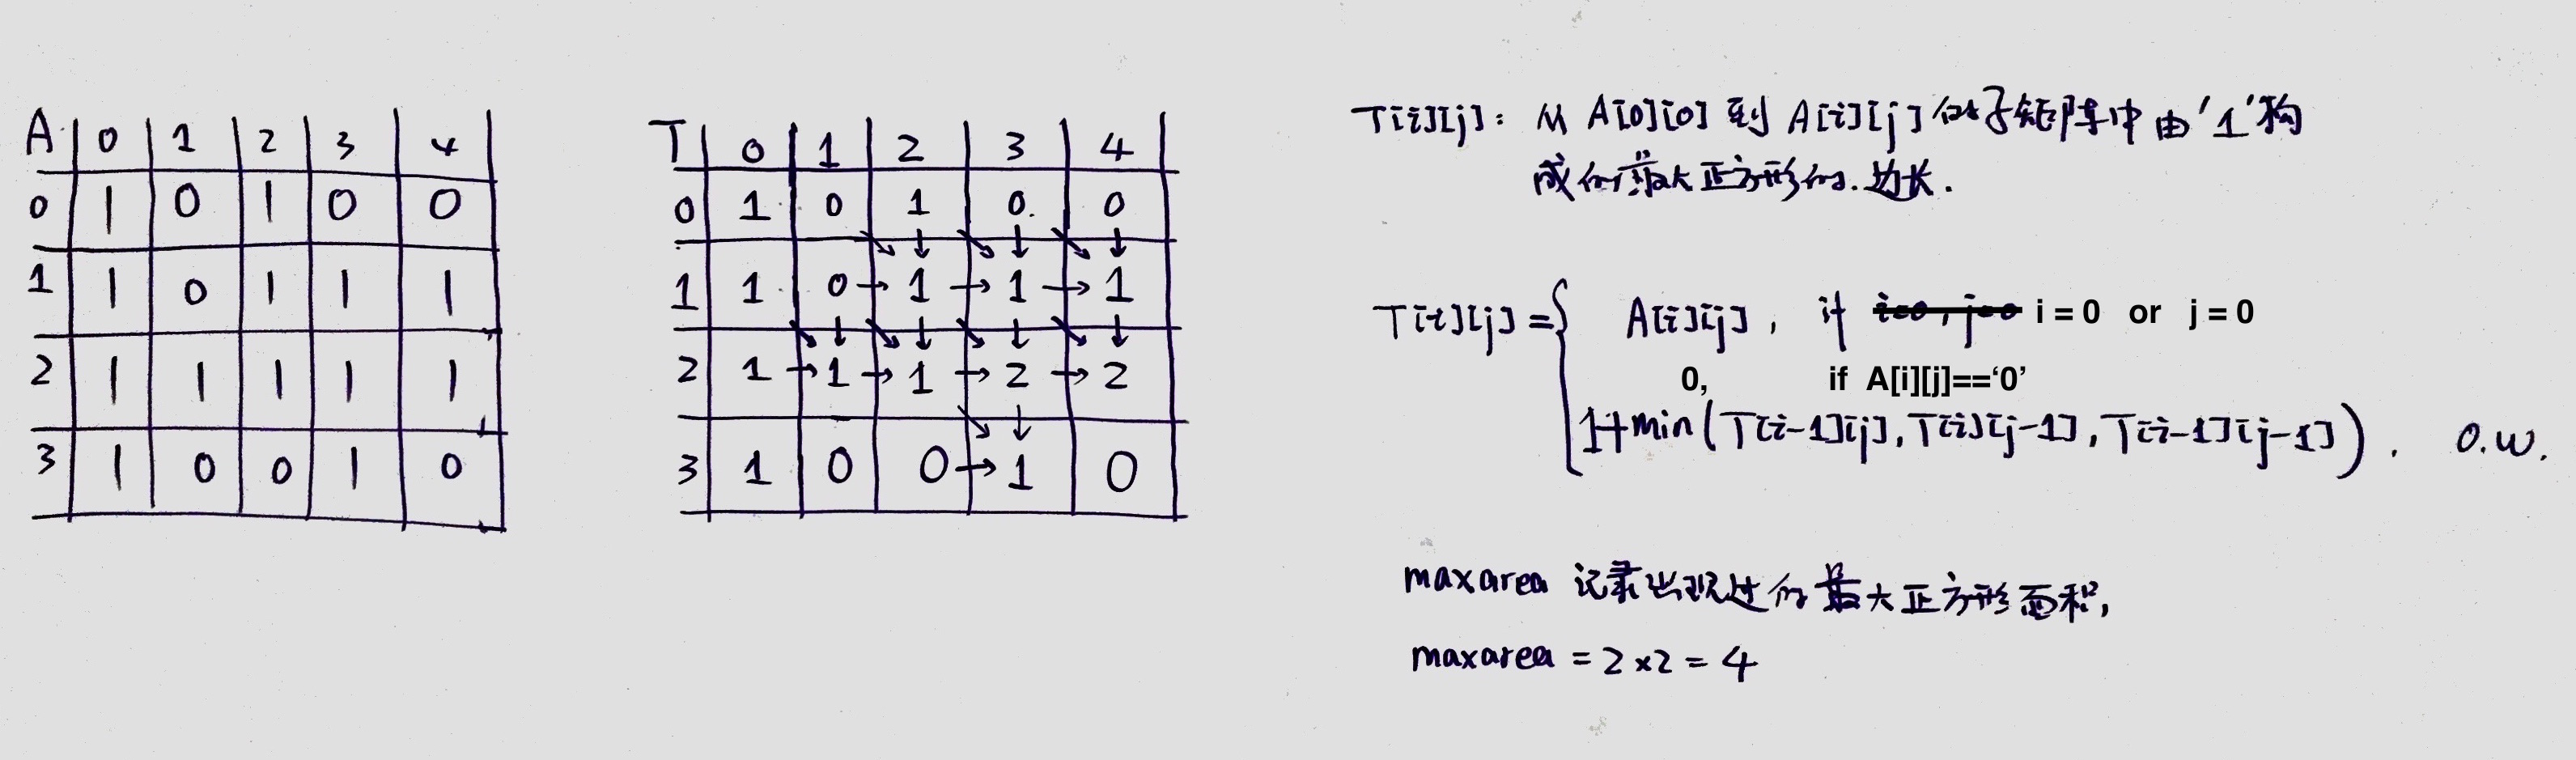 A 0 1 2 3 4
0 1 0 1 0 0
1 1 0 1 1 1
2 1 1 1 1 1
3 1 0 0 1 0
T 0 1 2 3 4
0 1 0 1 0 0
1 1 0 → 1 → 1 → 1
2 1 → 1 → 1 → 2 → 2
3 1 0 0 → 1 0
T[i][j]: 从 A[0][0] 到 A[i][j] 的子矩阵中由'1'构
成的最大正方形的边长.
T[i][j] = { A[i][j], if i=0, j=0 i = 0 or j = 0
0, if A[i][j]==‘0’
1+min(T[i-1][j], T[i][j-1], T[i-1][j-1]). O.W.
maxarea 记录出现过的最大正方形面积,
maxarea = 2×2 = 4